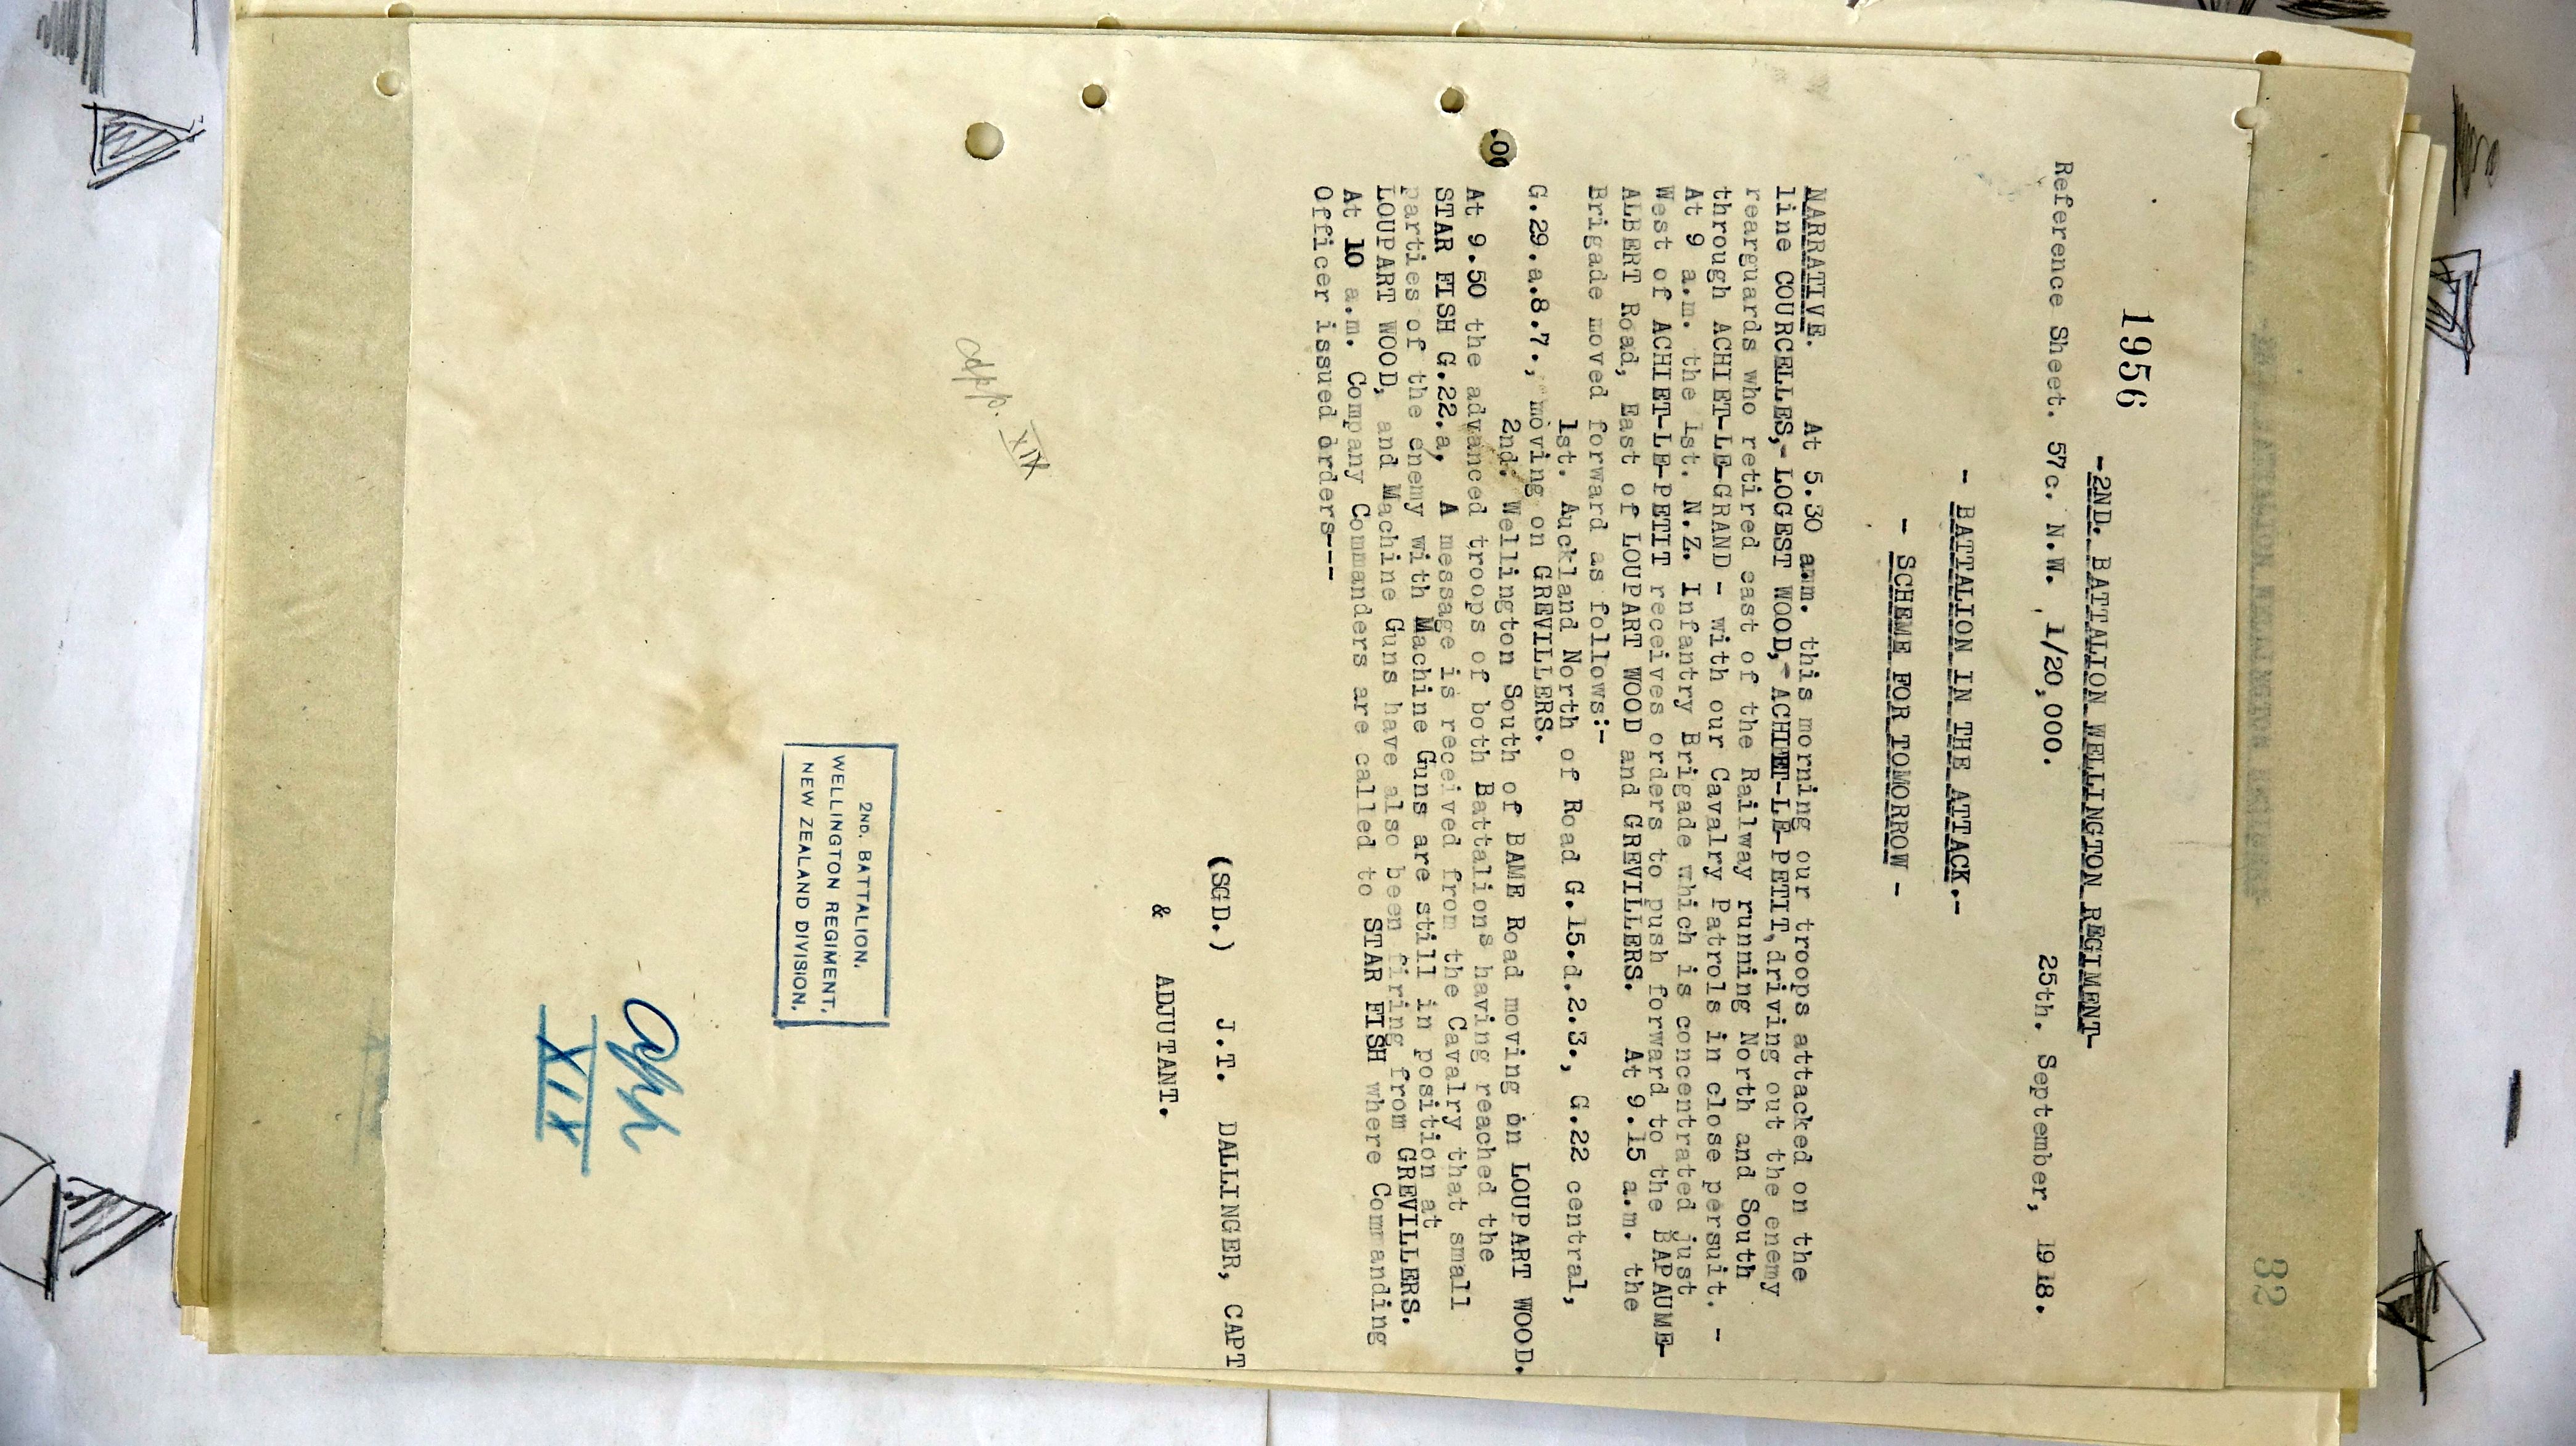 1956
-2ND. BATTALION WELLINGTON REGIMENT-
Reference Sheet. 57c. N.W. 1/20,000. 25th. September, 1918.
- BATTALION IN THE ATTACK.-
- SCHEME FOR TOMORROW -
NARRATIVE. At 5.30 a.m. this morning our troops attacked on the
line COURCELLES,- LOGEST WOOD,- ACHIET-LE-PETIT, driving out the enemy
rearguards who retired east of the Railway running North and South
through ACHIET-LE-GRAND - with our Cavalry Patrols in close persuit. -
At 9 a.m. the 1st. N.Z. Infantry Brigade which is concentrated just
West of ACHIET-LE-PETIT receives orders to push forward to the BAPAUME-
ALBERT Road, East of LOUPART WOOD and GREVILLERS. At 9.15 a.m. the
Brigade moved forward as follows:-
1st. Auckland North of Road G.15.d.2.3., G.22 central,
G.29.a.8.7., moving on GREVILLERS.
2nd. Wellington South of BAME Road moving on LOUPART WOOD.
At 9.50 the advanced troops of both Battalions having reached the
STAR FISH G.22.a, A message is received from the Cavalry that small
parties of the enemy with Machine Guns are still in position at
LOUPART WOOD, and Machine Guns have also been firing from GREVILLERS.
At 10 a.m. Company Commanders are called to STAR FISH where Commanding
Officer issued orders---
(SGD.) J.T. DALLINGER, CAPT
& ADJUTANT.
app. XIX
2ND. BATTALION.
WELLINGTON REGIMENT,
NEW ZEALAND DIVISION.
App
XIX
32